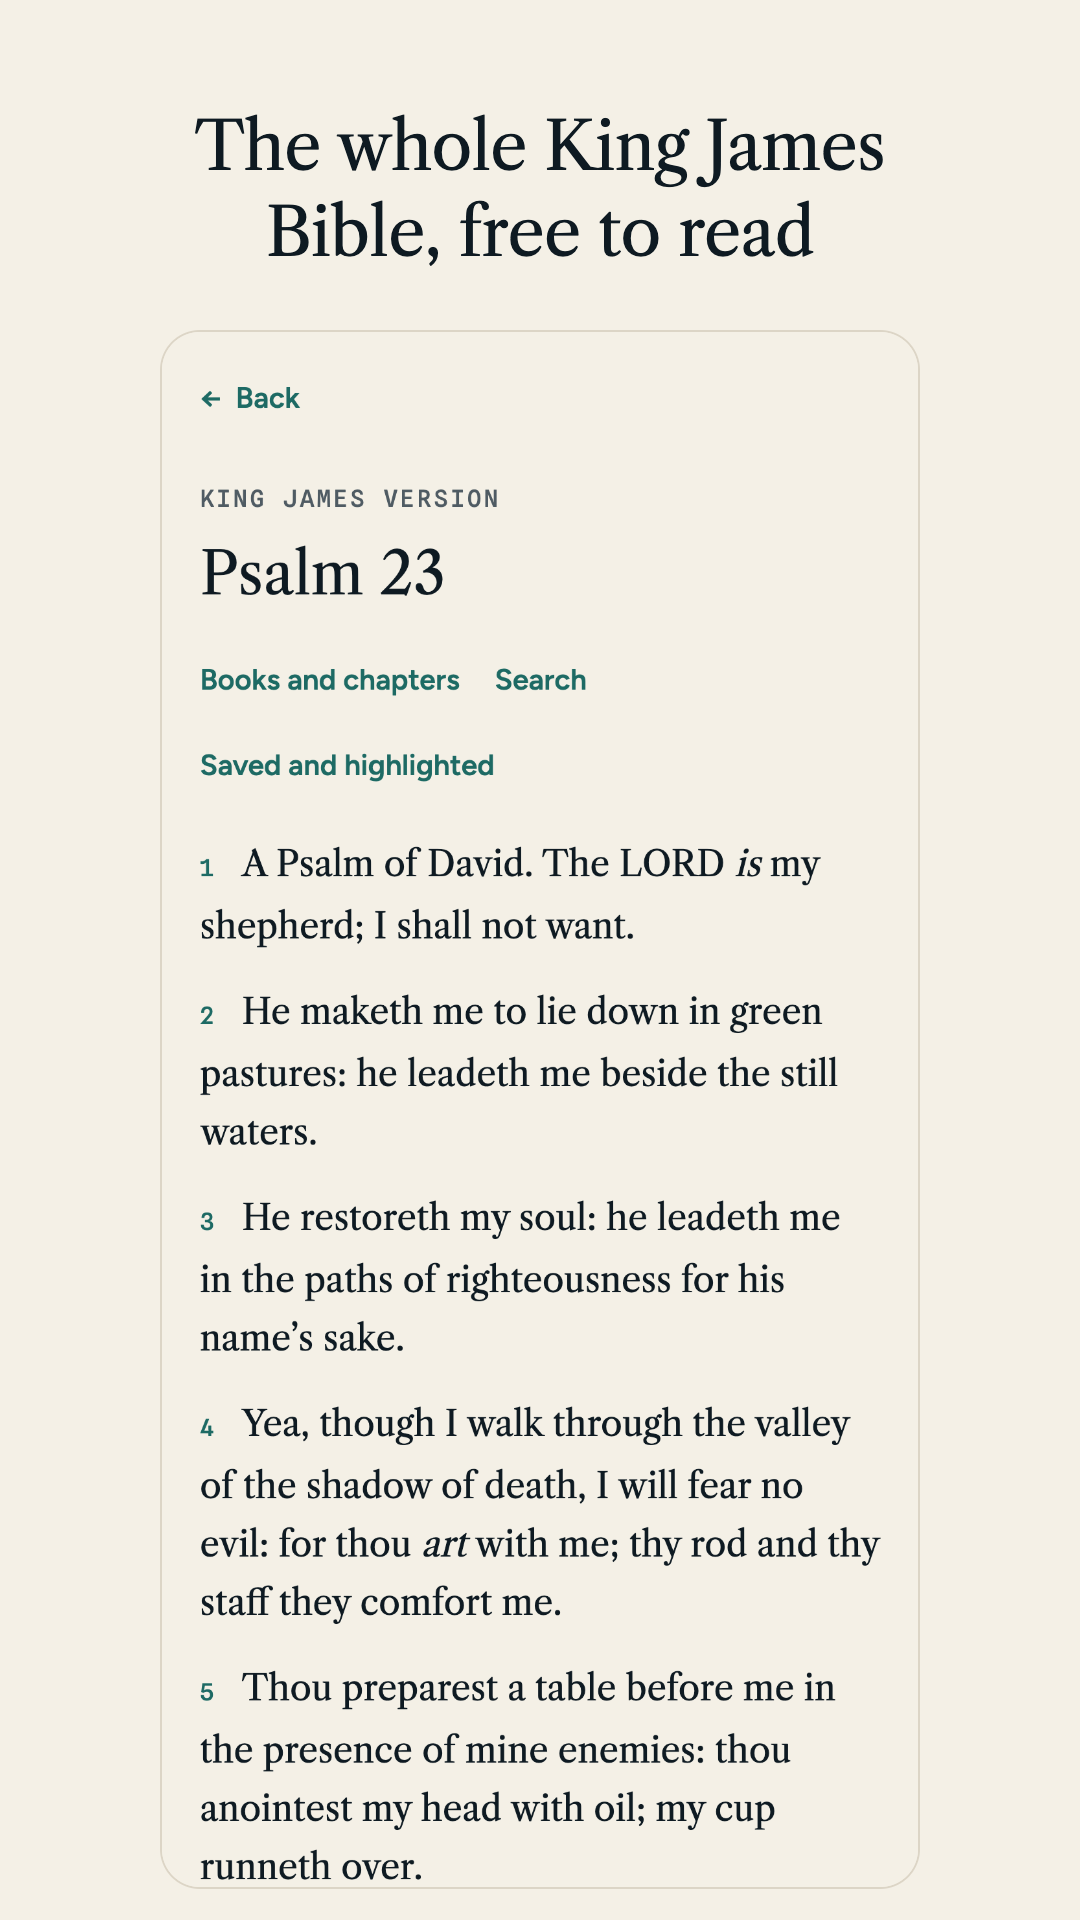 The whole King James
Bible, free to read
← Back
KING JAMES VERSION
Psalm 23
Books and chapters Search
Saved and highlighted
1 A Psalm of David. The LORD is my
shepherd; I shall not want.
2 He maketh me to lie down in green
pastures: he leadeth me beside the still
waters.
3 He restoreth my soul: he leadeth me
in the paths of righteousness for his
name’s sake.
4 Yea, though I walk through the valley
of the shadow of death, I will fear no
evil: for thou art with me; thy rod and thy
staff they comfort me.
5 Thou preparest a table before me in
the presence of mine enemies: thou
anointest my head with oil; my cup
runneth over.